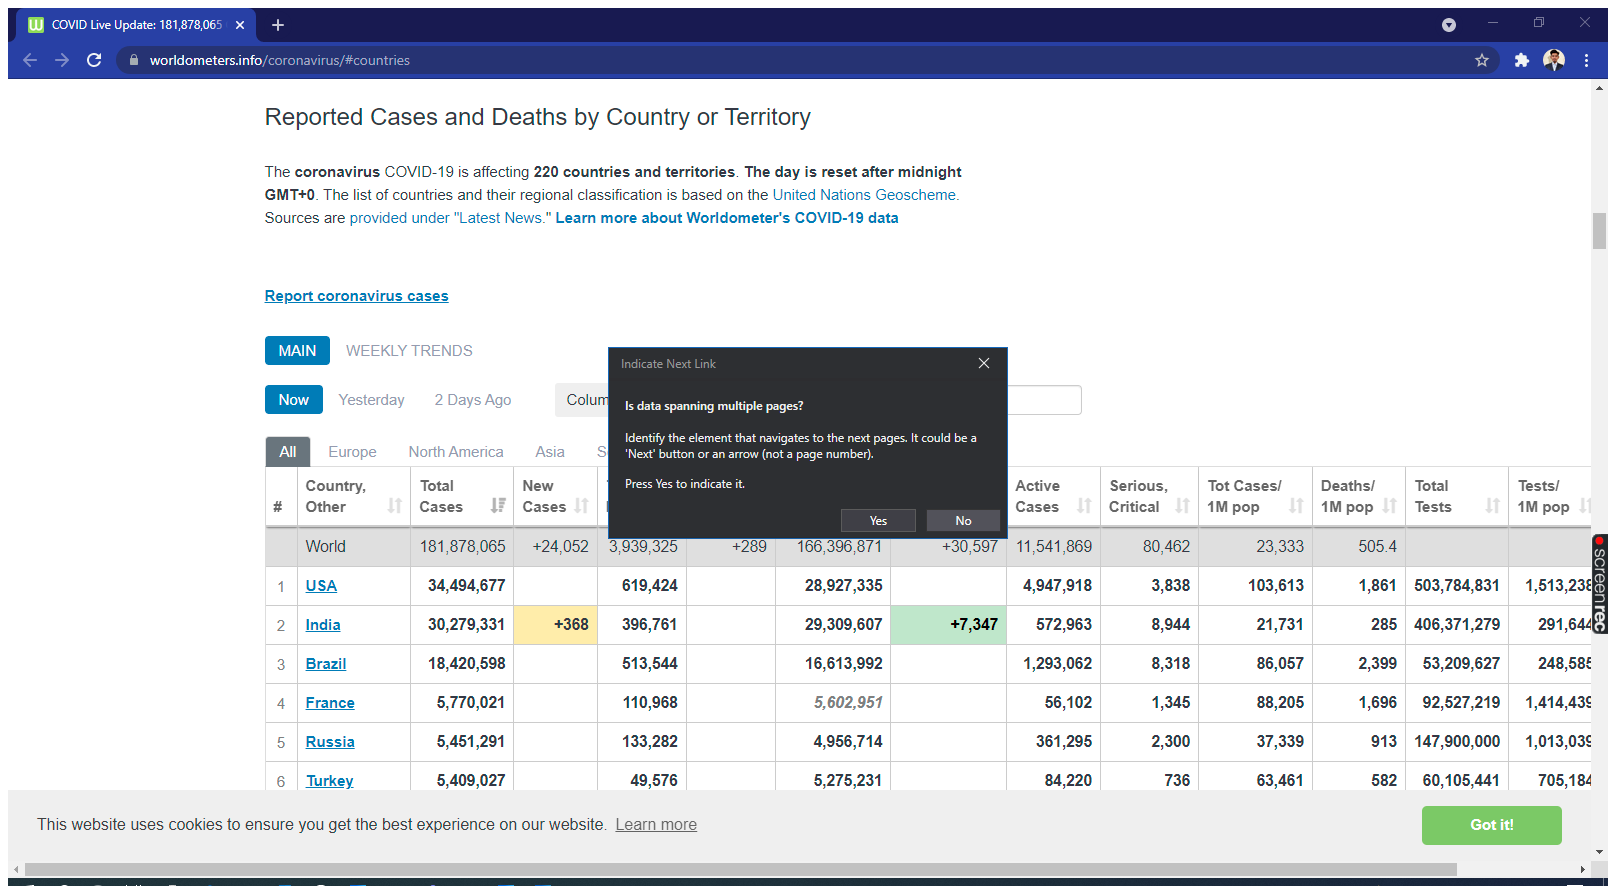 COVID Live Update: 181,878,065
worldometers.info/coronavirus/#countries
Reported Cases and Deaths by Country or Territory
The coronavirus COVID-19 is affecting 220 countries and territories. The day is reset after midnight
GMT+0. The list of countries and their regional classification is based on the United Nations Geoscheme.
Sources are provided under "Latest News." Learn more about Worldometer's COVID-19 data
Report coronavirus cases
MAIN WEEKLY TRENDS
Now Yesterday 2 Days Ago Colum
All Europe North America Asia S
Indicate Next Link
Is data spanning multiple pages?
Identify the element that navigates to the next pages. It could be a
'Next' button or an arrow (not a page number).
Press Yes to indicate it.
Yes No
# Country, Total New Active Serious, Tot Cases/ Deaths/ Total Tests/
Other Cases Cases Cases Critical 1M pop 1M pop Tests 1M pop
World 181,878,065 +24,052 3,939,325 +289 166,396,871 +30,597 11,541,869 80,462 23,333 505.4
1 USA 34,494,677 619,424 28,927,335 4,947,918 3,838 103,613 1,861 503,784,831 1,513,238
2 India 30,279,331 +368 396,761 29,309,607 +7,347 572,963 8,944 21,731 285 406,371,279 291,644
3 Brazil 18,420,598 513,544 16,613,992 1,293,062 8,318 86,057 2,399 53,209,627 248,585
4 France 5,770,021 110,968 5,602,951 56,102 1,345 88,205 1,696 92,527,219 1,414,439
5 Russia 5,451,291 133,282 4,956,714 361,295 2,300 37,339 913 147,900,000 1,013,039
6 Turkey 5,409,027 49,576 5,275,231 84,220 736 63,461 582 60,105,441 705,184
This website uses cookies to ensure you get the best experience on our website. Learn more
Got it!
screenrec